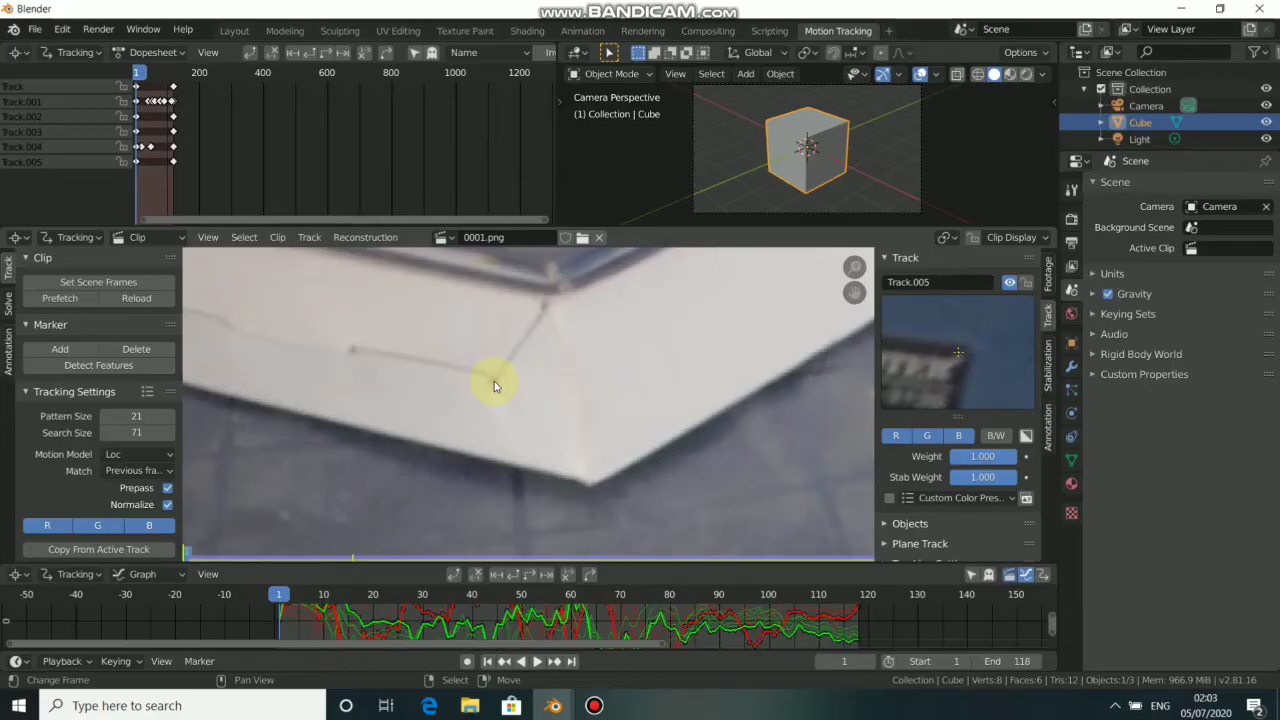 Blender
www.BANDICAM.com
File Edit Render Window Help Layout Modeling Sculpting UV Editing Texture Paint Shading Animation Rendering Compositing Scripting Motion Tracking Scene View Layer
Tracking Dopesheet View Name In Global Options
1 200 400 600 800 1000 1200
Object Mode View Select Add Object
Track
Track.001
Track.002
Track.003
Track.004
Track.005
Camera Perspective
(1) Collection | Cube
Scene Collection
Collection
Camera
Cube
Light
Scene
Scene
Camera Camera
Background Scene
Active Clip
Units
Gravity
Keying Sets
Audio
Rigid Body World
Custom Properties
Tracking Clip View Select Clip Track Reconstruction 0001.png Clip Display
Track
Solve
Annotation
Clip
Set Scene Frames
Prefetch Reload
Marker
Add Delete
Detect Features
Tracking Settings
Pattern Size 21
Search Size 71
Motion Model Loc
Match Previous fra..
Prepass
Normalize
R G B
Copy From Active Track
1
Track
Track.005
R G B B/W
Weight 1.000
Stab Weight 1.000
Custom Color Pres..
Objects
Plane Track
Footage
Track
Stabilization
Annotation
Tracking Graph View
-50 -40 -30 -20 -10 1 10 20 30 40 50 60 70 80 90 100 110 120 130 140 150
0
Playback Keying View Marker 1 Start 1 End 118
Change Frame Pan View Select Move Collection | Cube | Verts:8 | Faces:6 | Tris:12 | Objects:1/3 | Mem: 966.9 MiB | v2.81.16
Type here to search
ENG
02:03
05/07/2020
2